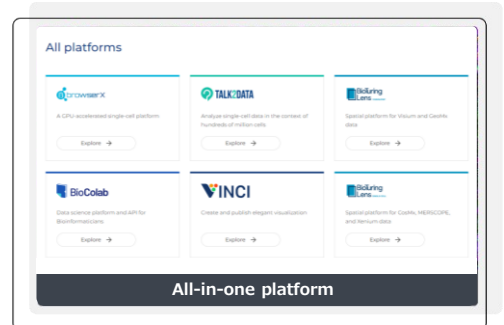 All platforms
browserX
A GPU-accelerated single-cell platform
Explore →
TALK2DATA
Analyze single-cell data in the context of
hundreds of million cells
Explore →
BioTuring
Lens
Spatial platform for Visium and GeoMx
data
Explore →
BioColab
Data science platform and API for
Bioinformaticians
Explore →
VINCI
Create and publish elegant visualization
Explore →
BioTuring
Lens
Spatial platform for CosMx, MERSCOPE,
and Xenium data
Explore →
All-in-one platform